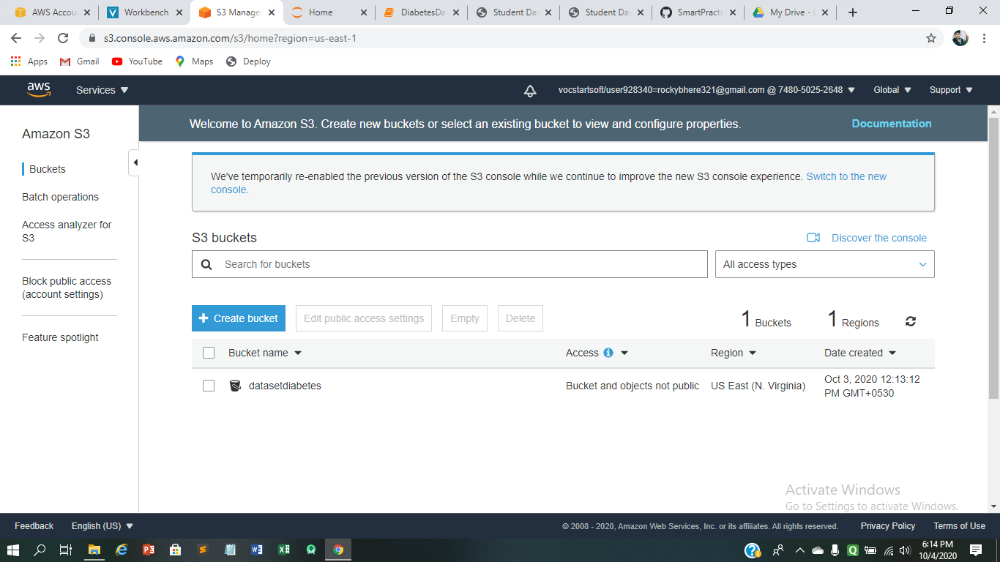 AWS Accou
Workbench
S3 Manage
Home
DiabetesDa
Student Das
Student Das
SmartPracti
My Drive -
s3.console.aws.amazon.com/s3/home?region=us-east-1
Apps
Gmail
YouTube
Maps
Deploy
aws
Services
vocstartsoft/user928340=rockybhere321@gmail.com @ 7480-5025-2648
Global
Support
Amazon S3
Buckets
Batch operations
Access analyzer for
S3
Block public access
(account settings)
Feature spotlight
Welcome to Amazon S3. Create new buckets or select an existing bucket to view and configure properties.
Documentation
We've temporarily re-enabled the previous version of the S3 console while we continue to improve the new S3 console experience. Switch to the new
console.
S3 buckets
Discover the console
Search for buckets
All access types
Create bucket
Edit public access settings
Empty
Delete
1 Buckets
1 Regions
Bucket name
Access
Region
Date created
datasetdiabetes
Bucket and objects not public
US East (N. Virginia)
Oct 3, 2020 12:13:12
PM GMT+0530
Activate Windows
Go to Settings to activate Windows.
Feedback
English (US)
© 2008 - 2020, Amazon Web Services, Inc. or its affiliates. All rights reserved.
Privacy Policy
Terms of Use
6:14 PM
10/4/2020